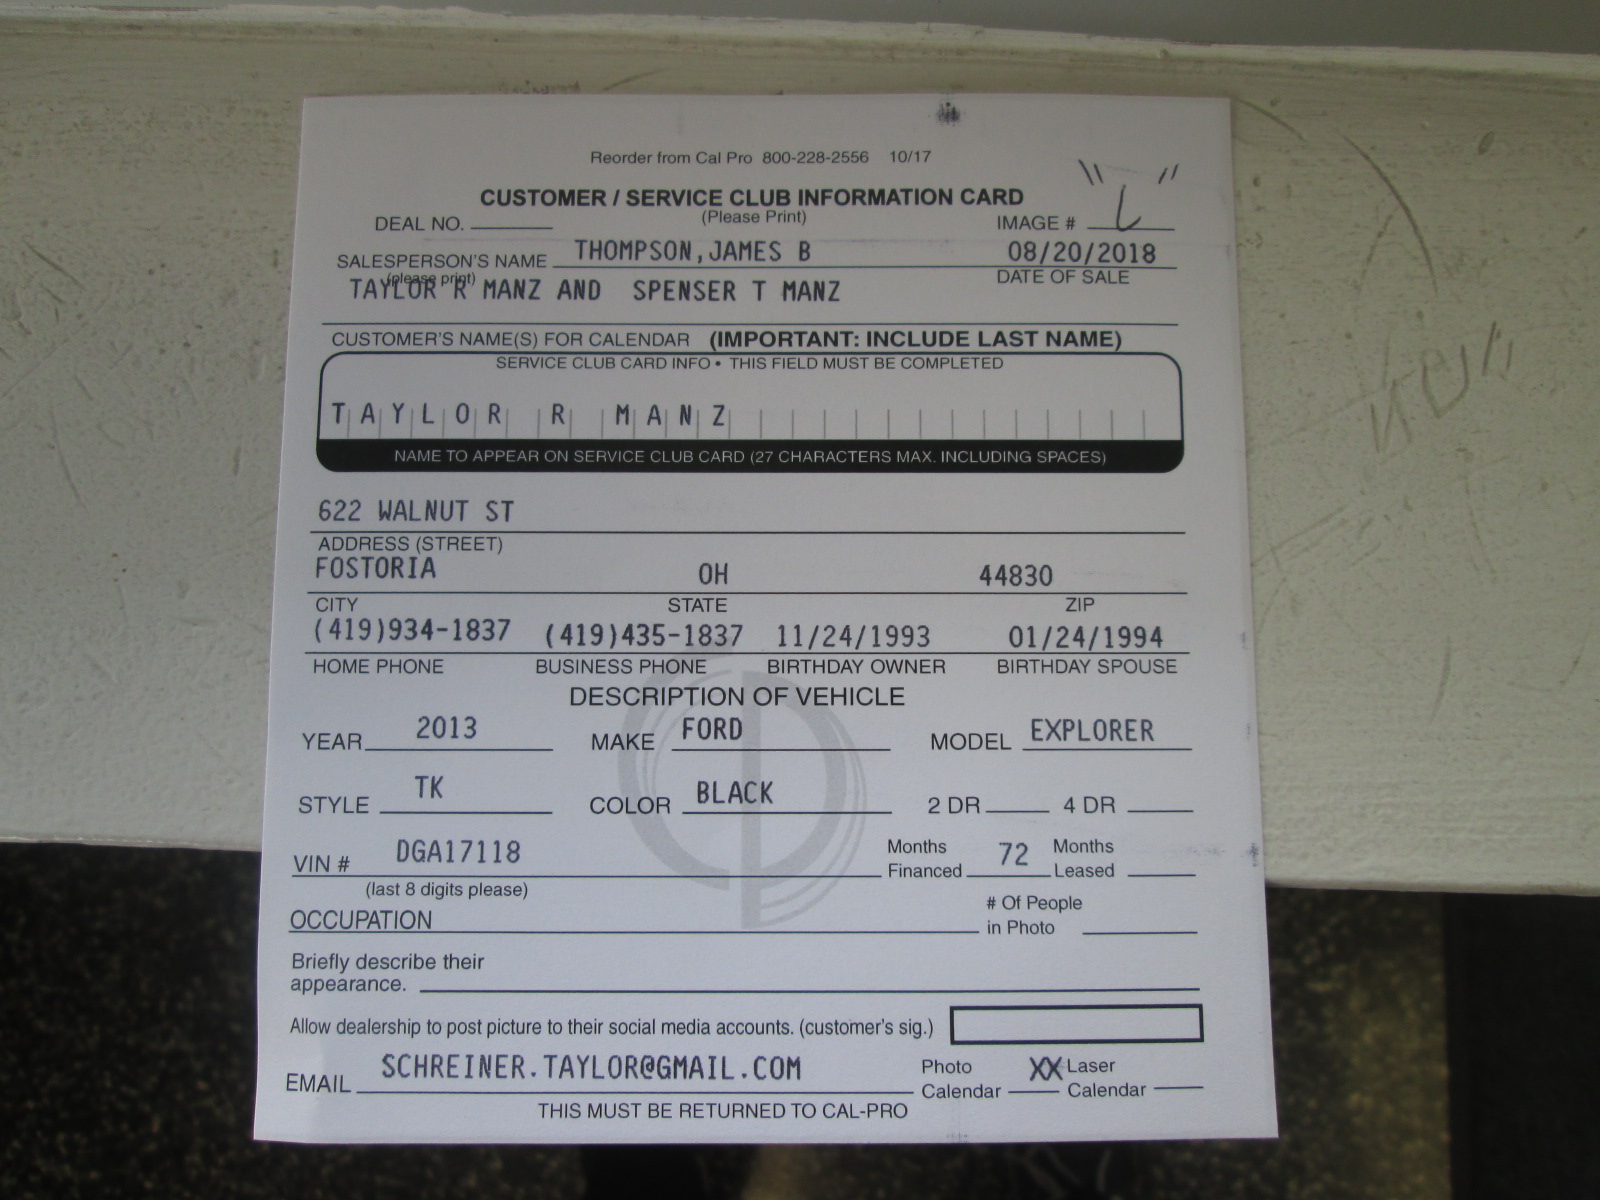 Reorder from Cal Pro 800-228-2556 10/17
CUSTOMER / SERVICE CLUB INFORMATION CARD
(Please Print)
DEAL NO. IMAGE # "L"
SALESPERSON'S NAME THOMPSON,JAMES B 08/20/2018
(please print) DATE OF SALE
TAYLOR R MANZ AND SPENSER T MANZ
CUSTOMER'S NAME(S) FOR CALENDAR (IMPORTANT: INCLUDE LAST NAME)
SERVICE CLUB CARD INFO • THIS FIELD MUST BE COMPLETED
TAYLOR R MANZ
NAME TO APPEAR ON SERVICE CLUB CARD (27 CHARACTERS MAX. INCLUDING SPACES)
622 WALNUT ST
ADDRESS (STREET)
FOSTORIA OH 44830
CITY STATE ZIP
(419)934-1837 (419)435-1837 11/24/1993 01/24/1994
HOME PHONE BUSINESS PHONE BIRTHDAY OWNER BIRTHDAY SPOUSE
DESCRIPTION OF VEHICLE
YEAR 2013 MAKE FORD MODEL EXPLORER
STYLE TK COLOR BLACK 2 DR 4 DR
VIN # DGA17118 Months Financed 72 Months Leased
(last 8 digits please)
OCCUPATION # Of People in Photo
Briefly describe their
appearance.
Allow dealership to post picture to their social media accounts. (customer's sig.)
EMAIL SCHREINER.TAYLOR@GMAIL.COM Photo Calendar XX Laser Calendar
THIS MUST BE RETURNED TO CAL-PRO